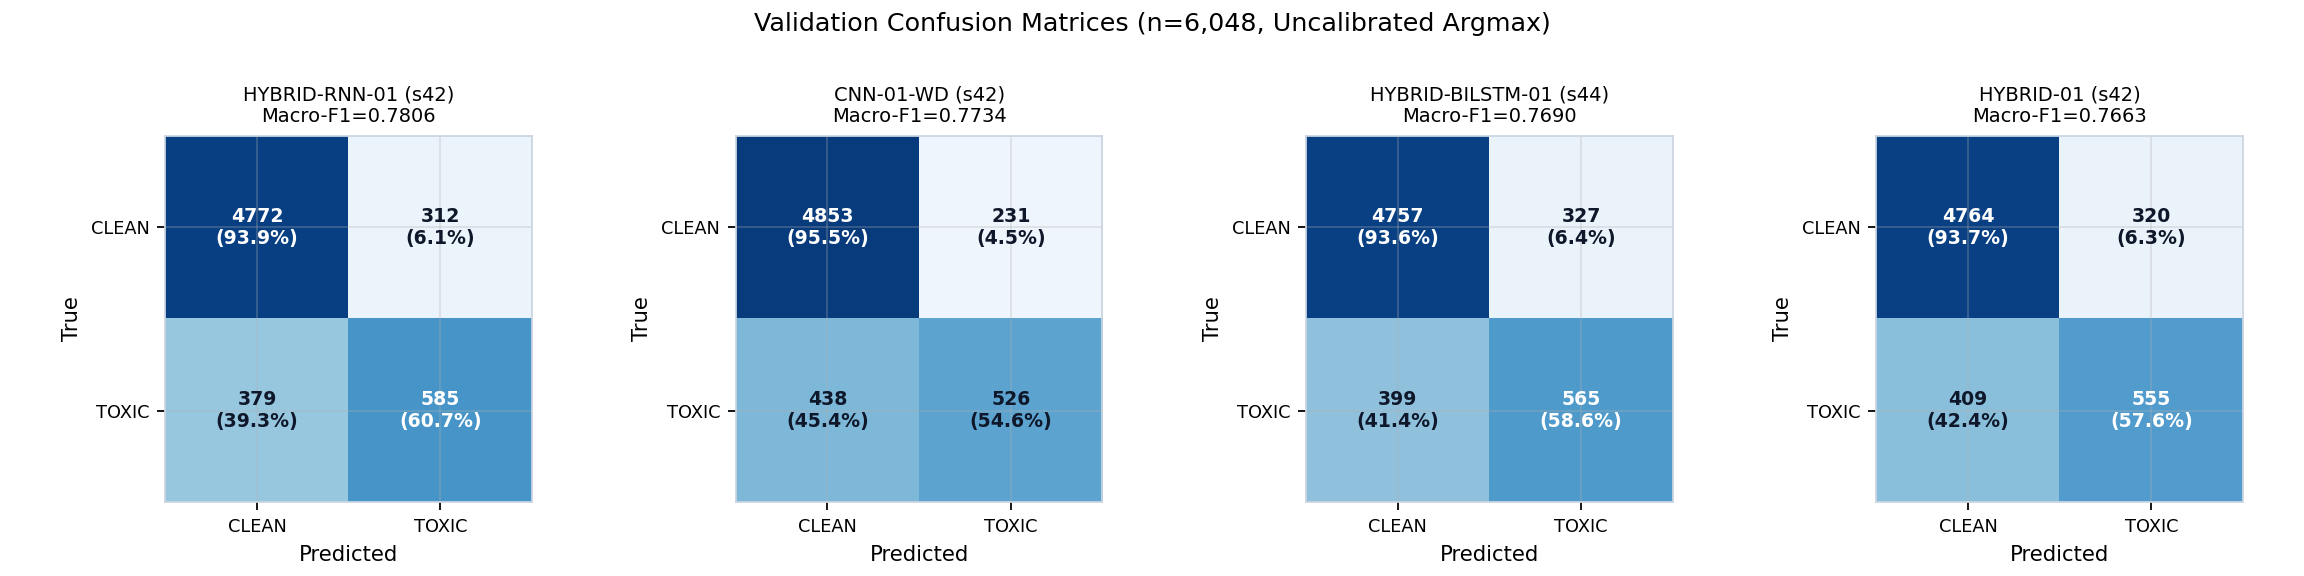 Validation Confusion Matrices (n=6,048, Uncalibrated Argmax)
HYBRID-RNN-01 (s42)
Macro-F1=0.7806
True
CLEAN
TOXIC
4772
(93.9%)
312
(6.1%)
379
(39.3%)
585
(60.7%)
CLEAN
TOXIC
Predicted
CNN-01-WD (s42)
Macro-F1=0.7734
True
CLEAN
TOXIC
4853
(95.5%)
231
(4.5%)
438
(45.4%)
526
(54.6%)
CLEAN
TOXIC
Predicted
HYBRID-BILSTM-01 (s44)
Macro-F1=0.7690
True
CLEAN
TOXIC
4757
(93.6%)
327
(6.4%)
399
(41.4%)
565
(58.6%)
CLEAN
TOXIC
Predicted
HYBRID-01 (s42)
Macro-F1=0.7663
True
CLEAN
TOXIC
4764
(93.7%)
320
(6.3%)
409
(42.4%)
555
(57.6%)
CLEAN
TOXIC
Predicted